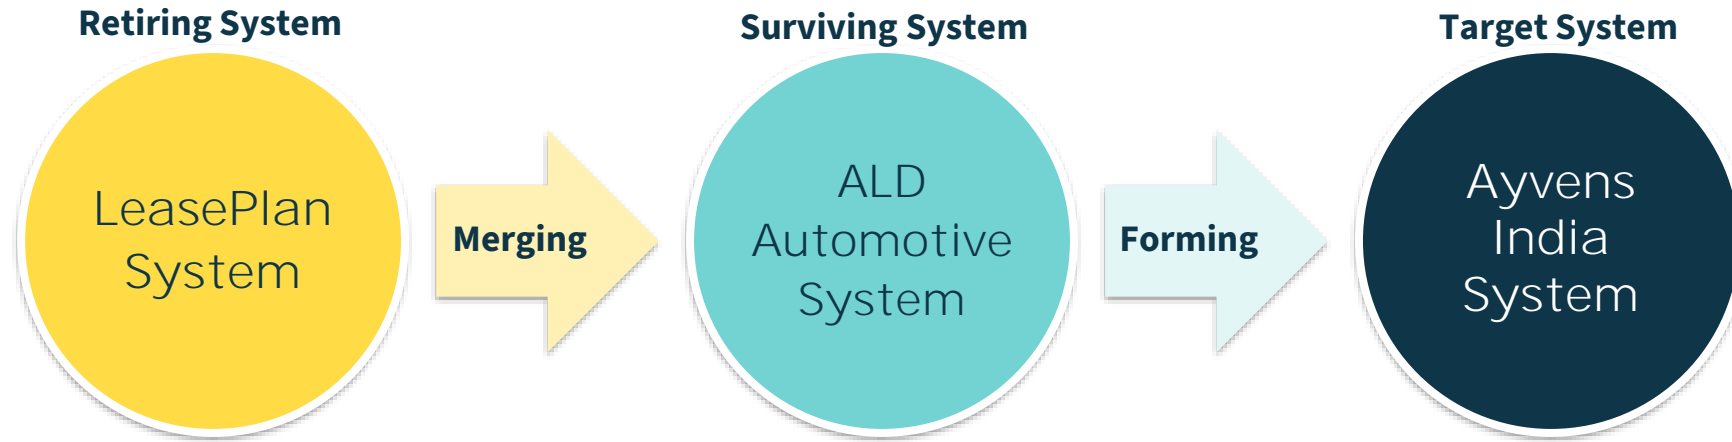 Retiring System
LeasePlan
System
Merging
Surviving System
ALD
Automotive
System
Forming
Target System
Ayvens
India
System